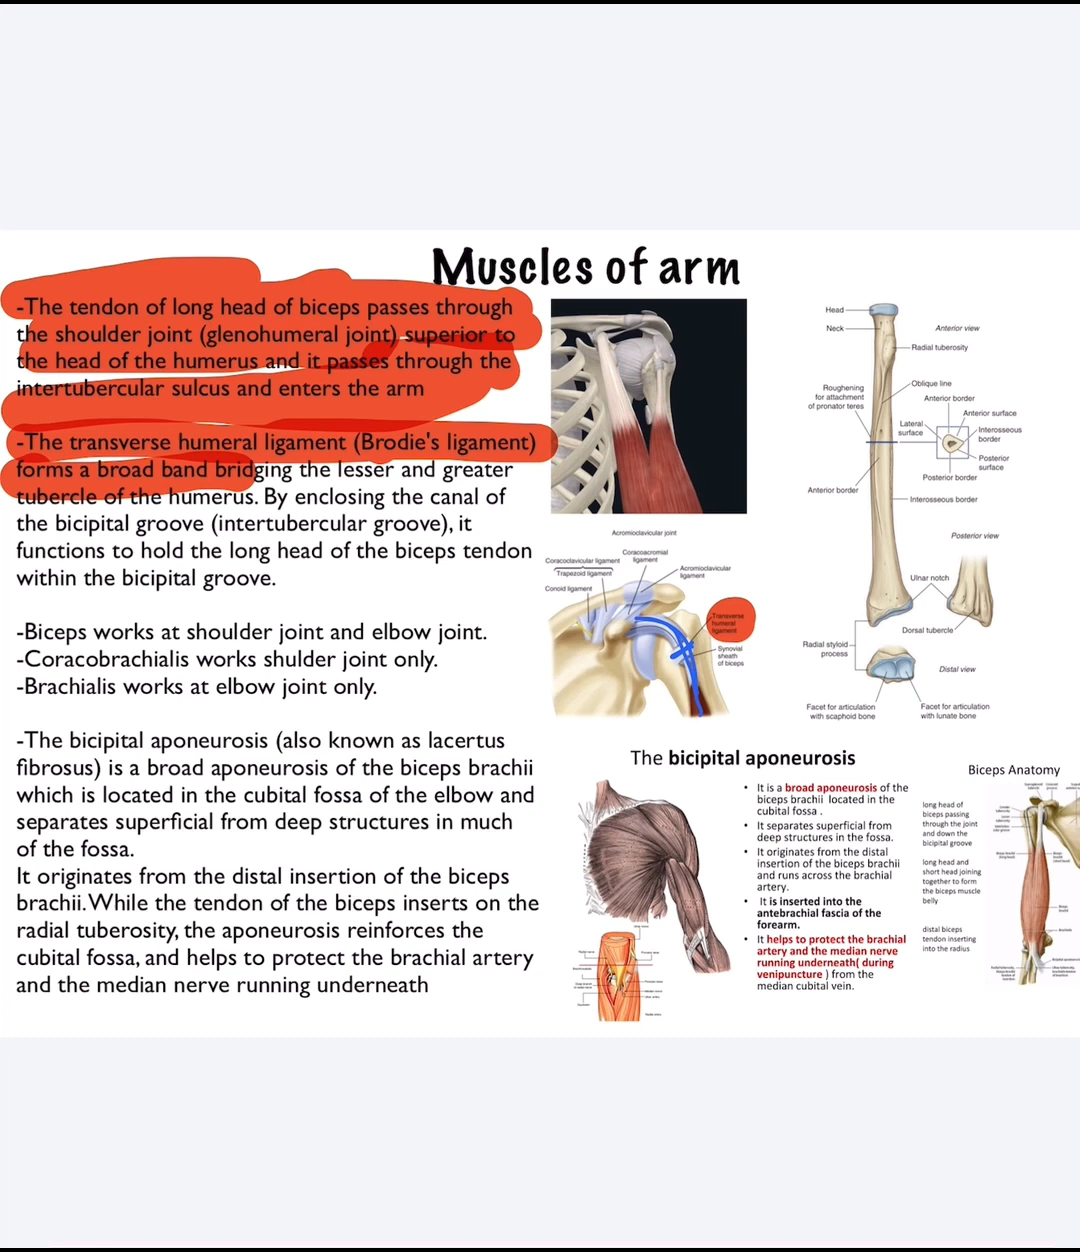 Muscles of arm
-The tendon of long head of biceps passes through
the shoulder joint (glenohumeral joint) superior to
the head of the humerus and it passes through the
intertubercular sulcus and enters the arm
-The transverse humeral ligament (Brodie's ligament)
forms a broad band bridging the lesser and greater
tubercle of the humerus. By enclosing the canal of
the bicipital groove (intertubercular groove), it
functions to hold the long head of the biceps tendon
within the bicipital groove.
-Biceps works at shoulder joint and elbow joint.
-Coracobrachialis works shulder joint only.
-Brachialis works at elbow joint only.
-The bicipital aponeurosis (also known as lacertus
fibrosus) is a broad aponeurosis of the biceps brachii
which is located in the cubital fossa of the elbow and
separates superficial from deep structures in much
of the fossa.
It originates from the distal insertion of the biceps
brachii. While the tendon of the biceps inserts on the
radial tuberosity, the aponeurosis reinforces the
cubital fossa, and helps to protect the brachial artery
and the median nerve running underneath
Acromioclavicular joint
Coracoclavicular ligament
Trapezoid ligament
Conoid ligament
Coracoacromial
ligament
Acromioclavicular
ligament
Transverse
humeral
ligament
Synovial
sheath
of biceps
Head
Neck
Anterior view
Radial tuberosity
Oblique line
Roughening
for attachment
of pronator teres
Anterior border
Anterior surface
Lateral
surface
Interosseous
border
Posterior
surface
Posterior border
Anterior border
Interosseous border
Posterior view
Ulnar notch
Dorsal tubercle
Radial styloid
process
Distal view
Facet for articulation
with scaphoid bone
Facet for articulation
with lunate bone
The bicipital aponeurosis
• It is a broad aponeurosis of the
biceps brachii located in the
cubital fossa .
• It separates superficial from
deep structures in the fossa.
• It originates from the distal
insertion of the biceps brachii
and runs across the brachial
artery.
• It is inserted into the
antebrachial fascia of the
forearm.
• It helps to protect the brachial
artery and the median nerve
running underneath( during
venipuncture ) from the
median cubital vein.
Biceps Anatomy
long head of
biceps passing
through the joint
and down the
bicipital groove
long head and
short head joining
together to form
the biceps muscle
belly
distal biceps
tendon inserting
into the radius